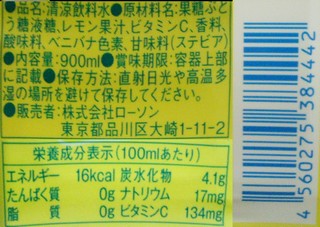 ●品名:清涼飲料水●原材料名:果糖ぶど
う糖液糖、レモン果汁、ビタミンC、香料、
酸味料、ベニバナ色素、甘味料(ステビア)
●内容量:900ml●賞味期限:容器上部
に記載●保存方法:直射日光や高温多
湿の場所を避けて保存してください。
●販売者:株式会社ローソン
東京都品川区大崎1-11-2
栄養成分表示(100mlあたり)
エネルギー 16kcal 炭水化物 4.1g
たんぱく質 0g ナトリウム 17mg
脂質 0g ビタミンC 134mg
4560275384442